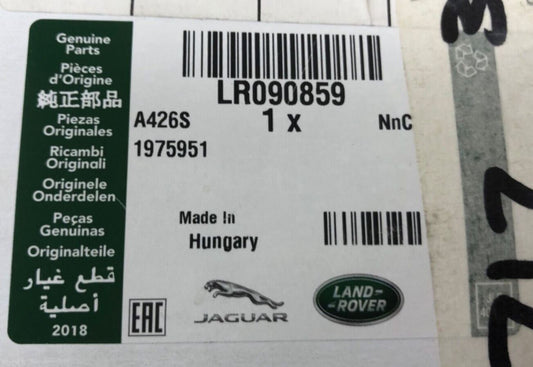 Genuine
Parts
Pièces
d'Origine
純正部品
Piezas
Originales
Ricambi
Originali
Originele
Onderdelen
Peças
Genuinas
Originalteile
قطع غيار
أصلية
2018
LR090859
A426S
1 x
NnC
1975951
Made In
Hungary
EAC
JAGUAR
LAND-
-ROVER